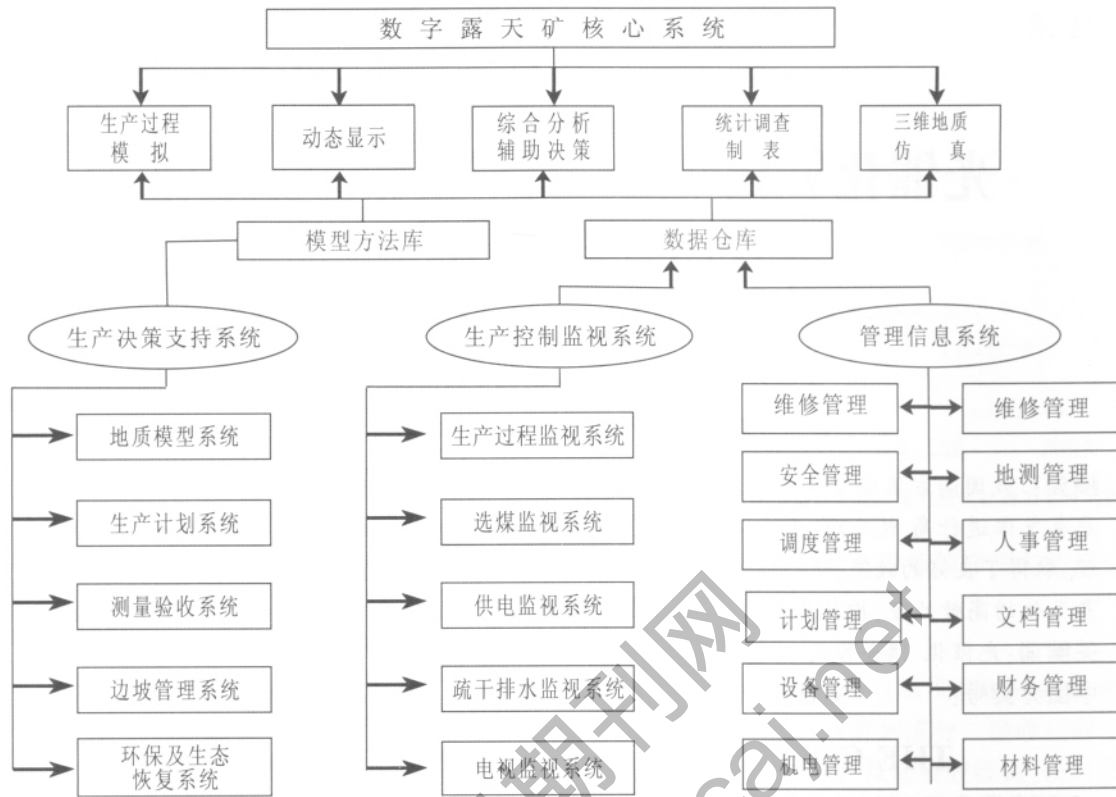 数字露天矿核心系统
生产过程
模拟
动态显示
综合分析
辅助决策
统计调查
制表
三维地质
仿真
模型方法库
数据仓库
生产决策支持系统
生产控制监视系统
管理信息系统
地质模型系统
生产计划系统
测量验收系统
边坡管理系统
环保及生态
恢复系统
生产过程监视系统
选煤监视系统
供电监视系统
疏干排水监视系统
电视监视系统
维修管理
维修管理
安全管理
地测管理
调度管理
人事管理
计划管理
文档管理
设备管理
财务管理
机电管理
材料管理
期刊网
caj.net